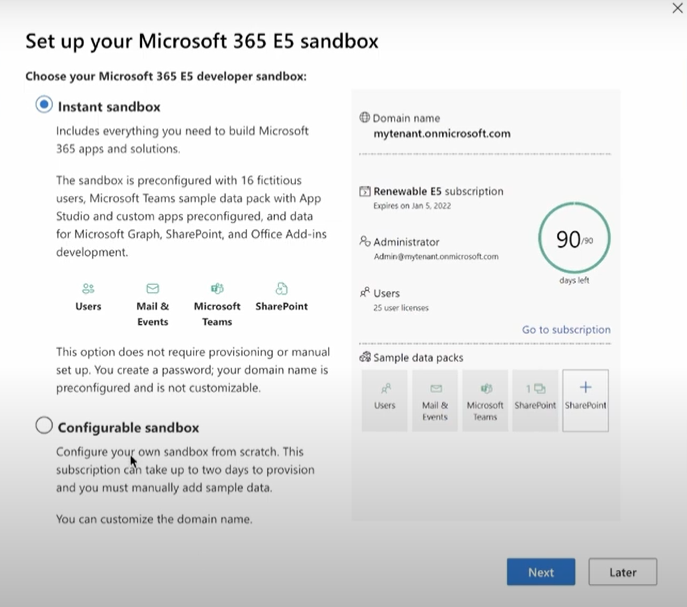 Set up your Microsoft 365 E5 sandbox
Choose your Microsoft 365 E5 developer sandbox:
Instant sandbox
Includes everything you need to build Microsoft
365 apps and solutions.
The sandbox is preconfigured with 16 fictitious
users, Microsoft Teams sample data pack with App
Studio and custom apps preconfigured, and data
for Microsoft Graph, SharePoint, and Office Add-ins
development.
Users
Mail &
Events
Microsoft
Teams
SharePoint
This option does not require provisioning or manual
set up. You create a password; your domain name is
preconfigured and is not customizable.
Configurable sandbox
Configure your own sandbox from scratch. This
subscription can take up to two days to provision
and you must manually add sample data.
You can customize the domain name.
Domain name
mytenant.onmicrosoft.com
Renewable E5 subscription
Expires on Jan 5, 2022
Administrator
Admin@mytenant.onmicrosoft.com
90/90
days left
Users
25 user licenses
Go to subscription
Sample data packs
Users
Mail &
Events
Microsoft
Teams
1
SharePoint
+
SharePoint
Next
Later